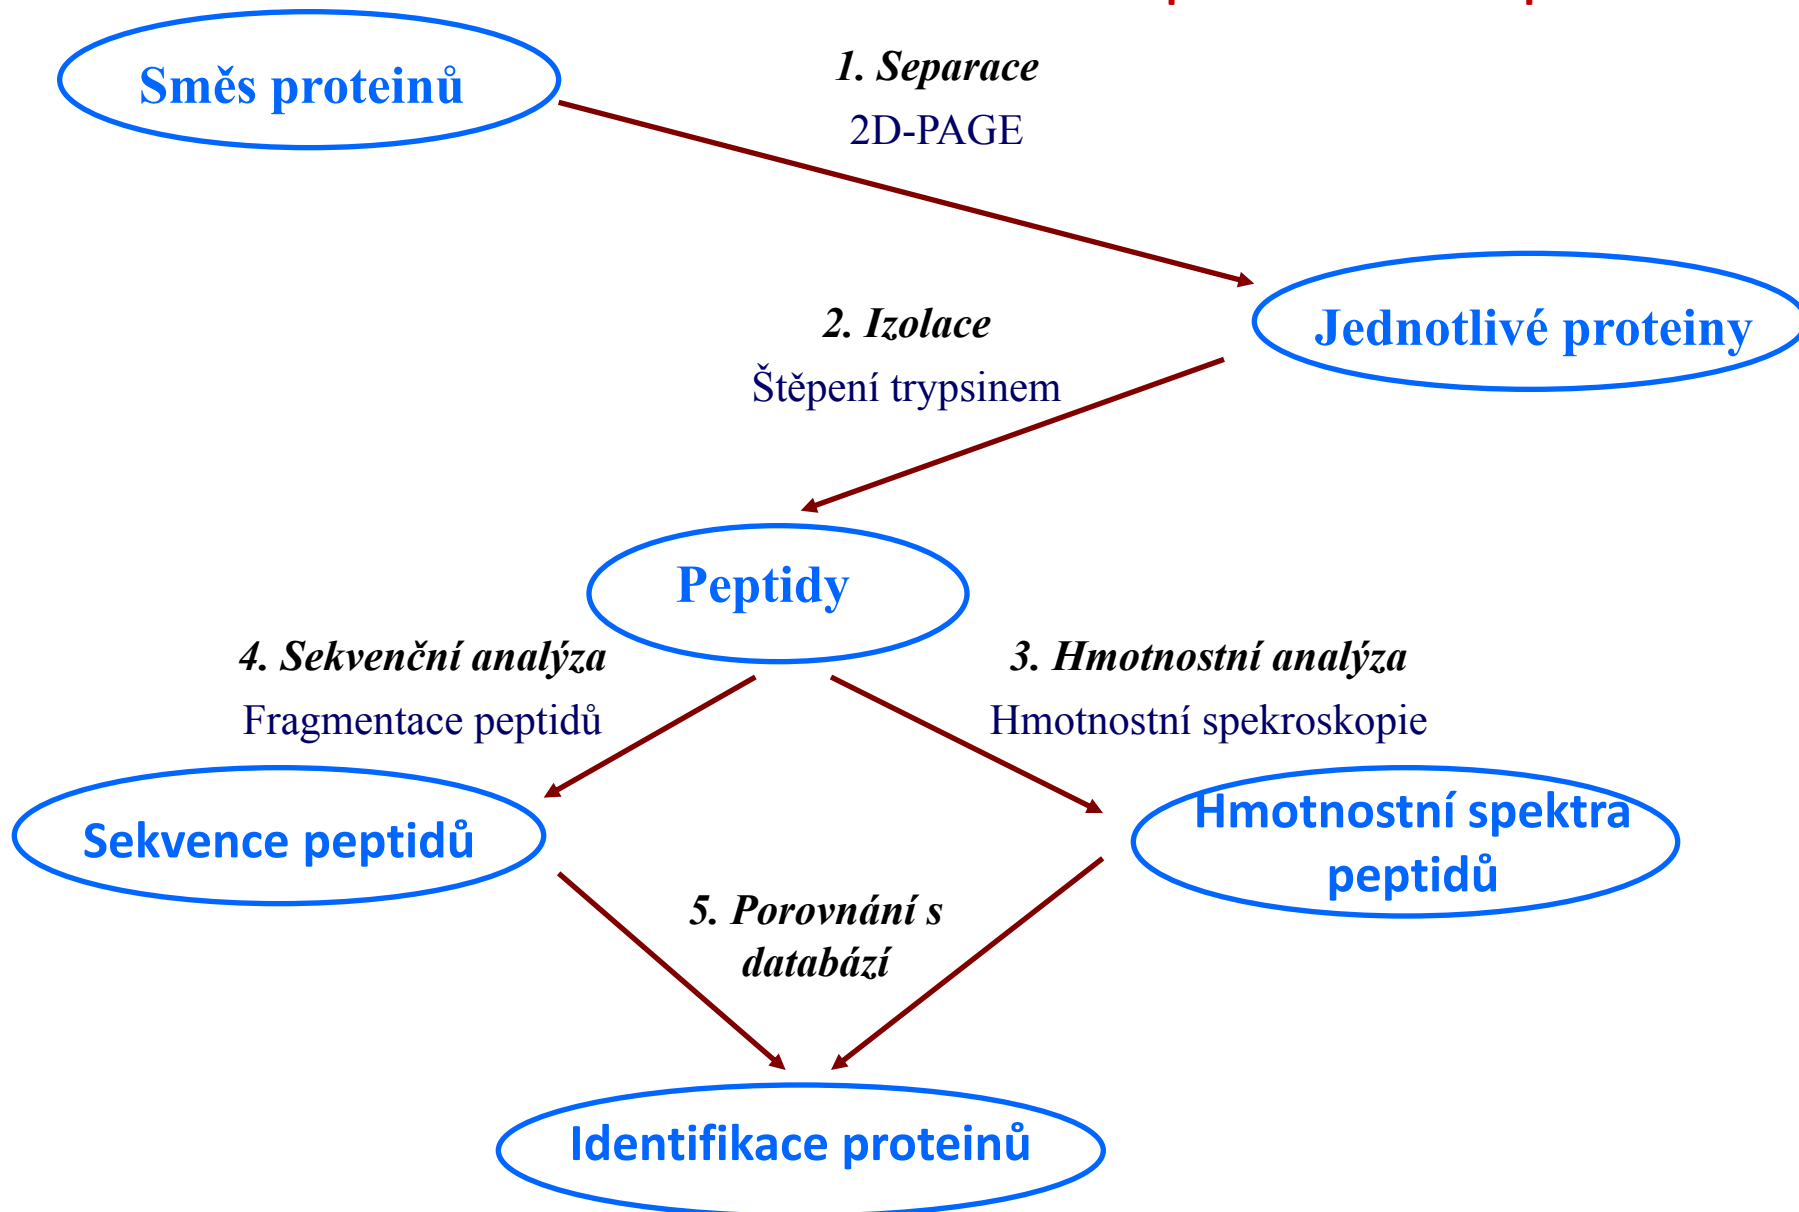 Směs proteinů
1. Separace
2D-PAGE
Jednotlivé proteiny
2. Izolace
Štěpení trypsinem
Peptidy
4. Sekvenční analýza
Fragmentace peptidů
3. Hmotnostní analýza
Hmotnostní spekroskopie
Sekvence peptidů
Hmotnostní spektra
peptidů
5. Porovnání s
databází
Identifikace proteinů